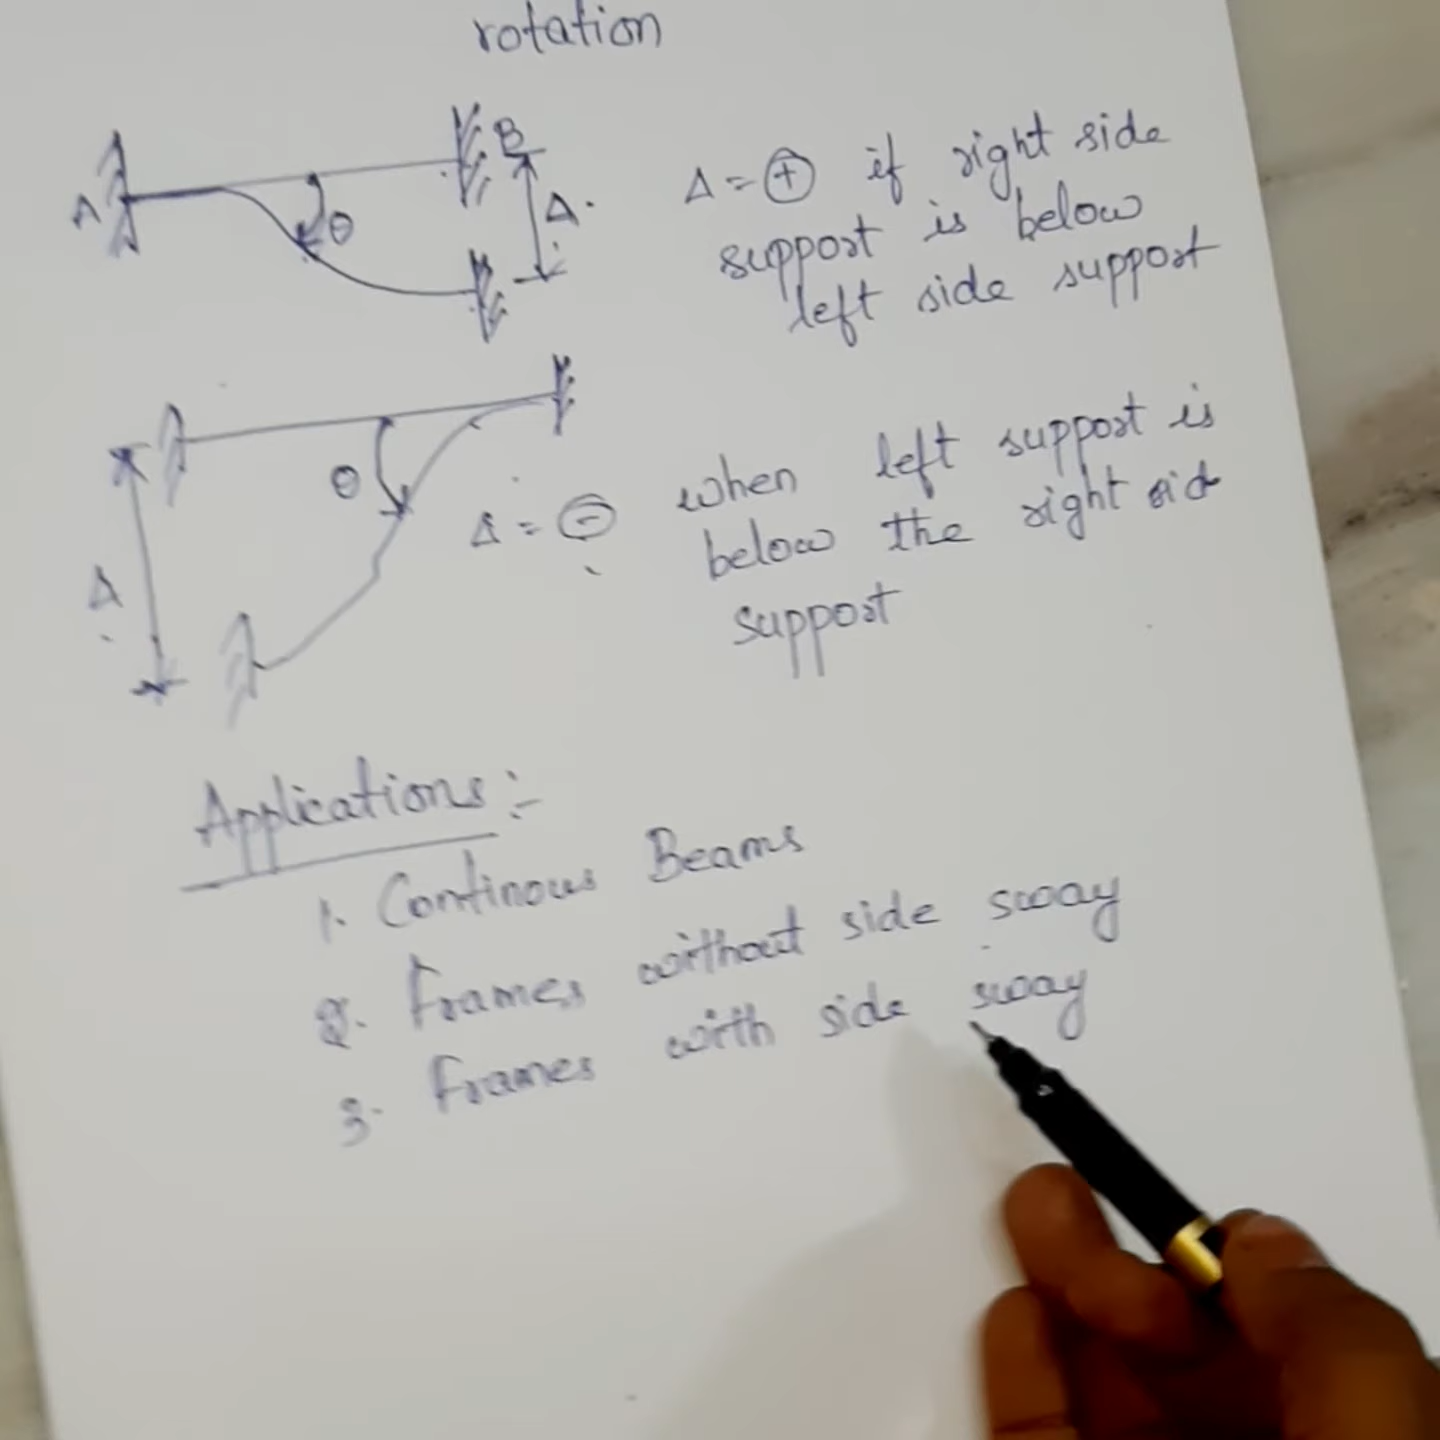 rotation
A
B
θ
Δ.
Δ = ⊕ if right side
support is below
left side support
θ
Δ
Δ = ⊖ when left support is
below the right sid
support
Applications :-
1. Continous Beams
2. Frames without side sway
3. Frames with side sway